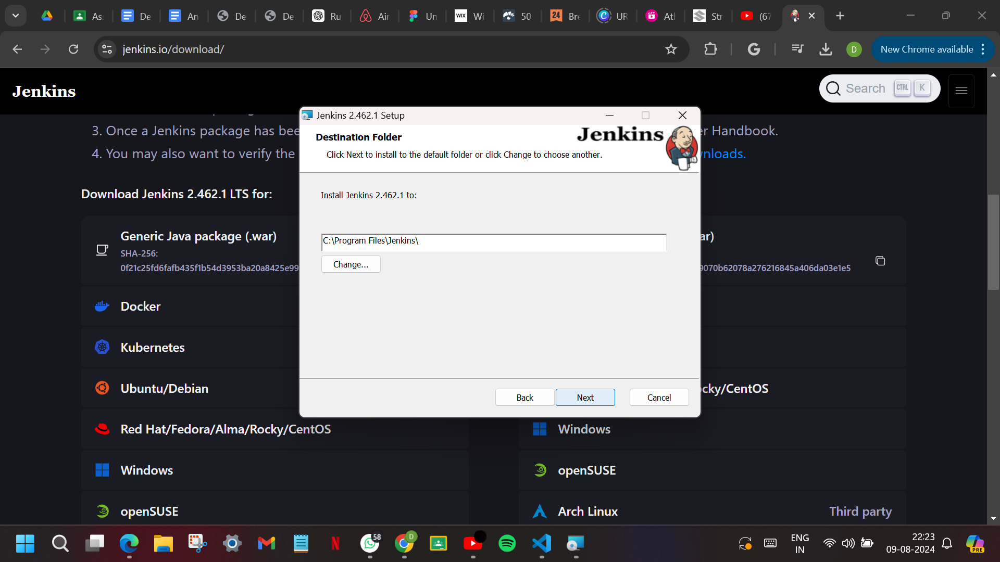 As
De
An
De
De
Ru
Air
Un
WIX
Wi
50
24
Bre
UR
Atl
Str
(67
jenkins.io/download/
D
New Chrome available
Jenkins
Search
CTRL
K
3. Once a Jenkins package has bee
r Handbook.
4. You may also want to verify the
wnloads.
Jenkins 2.462.1 Setup
Destination Folder
Jenkins
Click Next to install to the default folder or click Change to choose another.
Install Jenkins 2.462.1 to:
C:\Program Files\Jenkins\
Change...
Back
Next
Cancel
Download Jenkins 2.462.1 LTS for:
Generic Java package (.war)
ar)
SHA-256:
0f21c25fd6fafb435f1b54d3953ba20a8425e99
9070b62078a276216845a406da03e1e5
Docker
Kubernetes
Ubuntu/Debian
cky/CentOS
Red Hat/Fedora/Alma/Rocky/CentOS
Windows
Windows
openSUSE
openSUSE
Arch Linux
Third party
58
D
ENG
IN
22:23
09-08-2024
PRE